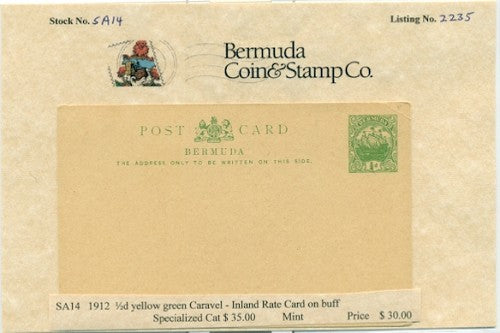 Stock No. SA14 Listing No. 2235
Bermuda
Coin&Stamp Co.
POST CARD
BERMUDA
THE ADDRESS ONLY TO BE WRITTEN ON THIS SIDE.
BERMUDA
SA14 1912 ½d yellow green Caravel - Inland Rate Card on buff
Specialized Cat $ 35.00 Mint Price $ 30.00